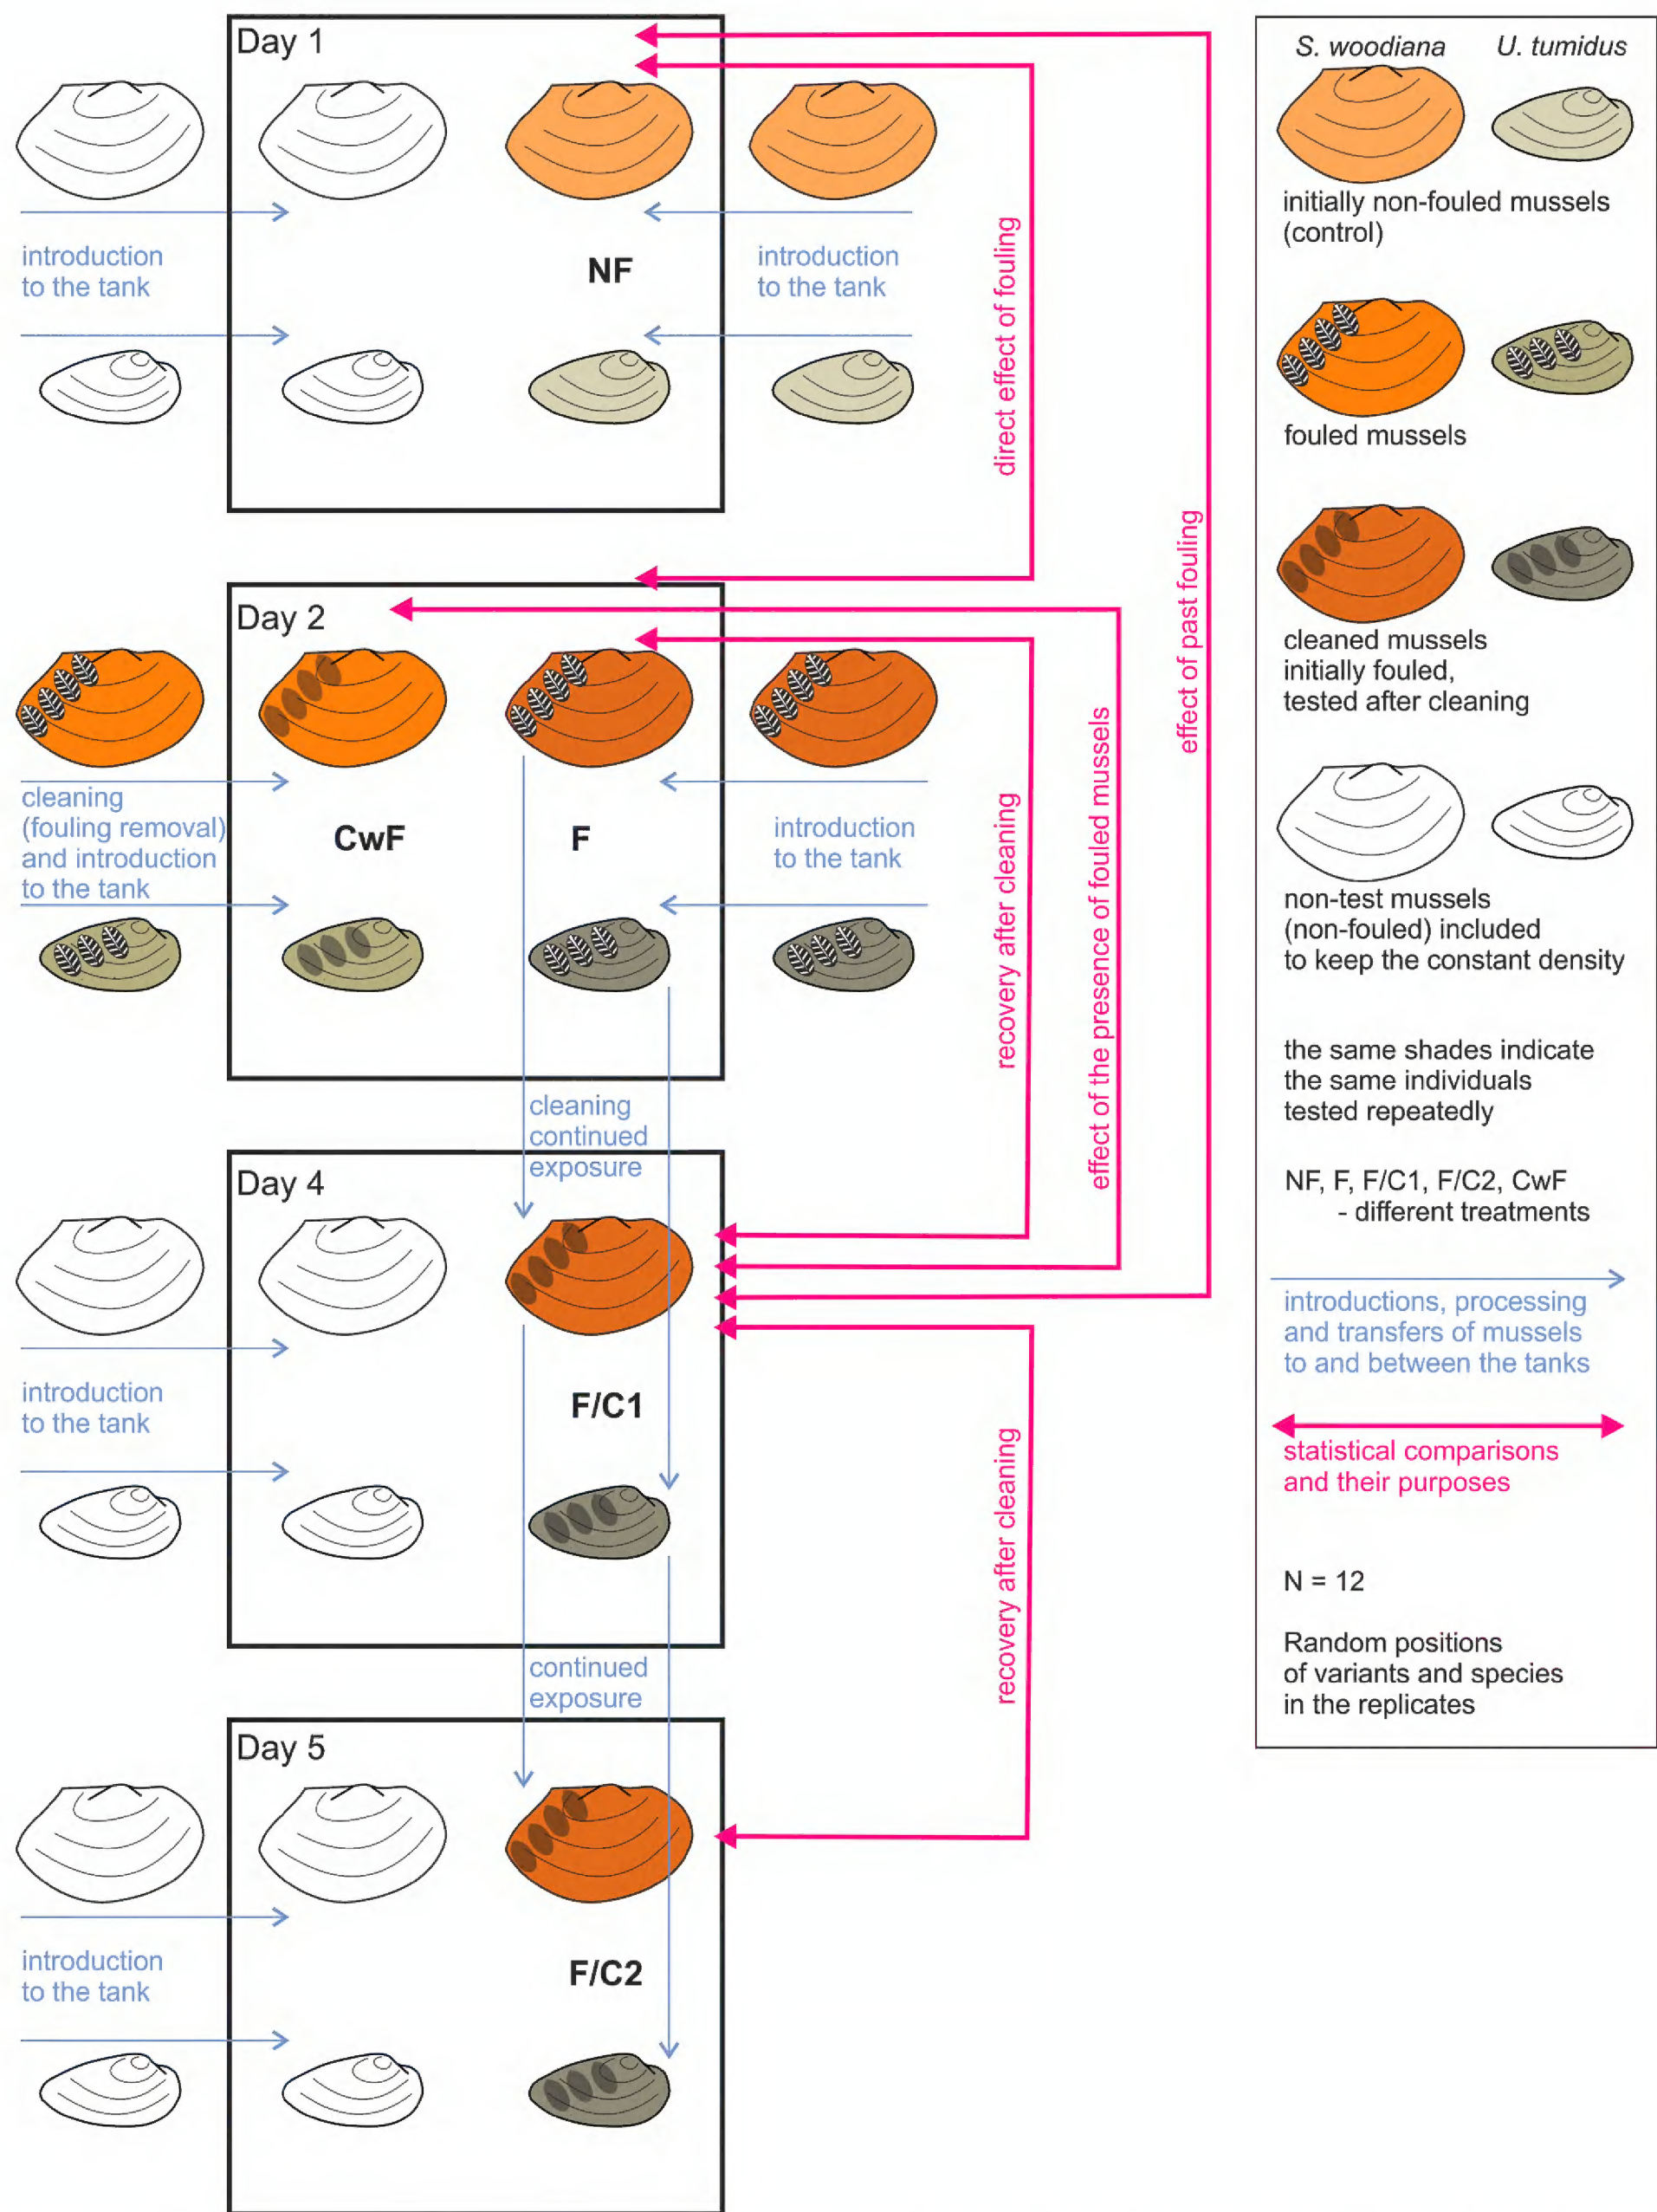 Day 1
introduction
to the tank
NF
introduction
to the tank
direct effect of fouling
effect of past fouling
Day 2
cleaning
(fouling removal)
and introduction
to the tank
CwF
F
introduction
to the tank
recovery after cleaning
effect of the presence of fouled mussels
cleaning
continued
exposure
Day 4
introduction
to the tank
F/C1
recovery after cleaning
continued
exposure
Day 5
introduction
to the tank
F/C2
S. woodiana U. tumidus
initially non-fouled mussels
(control)
fouled mussels
cleaned mussels
initially fouled,
tested after cleaning
non-test mussels
(non-fouled) included
to keep the constant density
the same shades indicate
the same individuals
tested repeatedly
NF, F, F/C1, F/C2, CwF
- different treatments
introductions, processing
and transfers of mussels
to and between the tanks
statistical comparisons
and their purposes
N = 12
Random positions
of variants and species
in the replicates